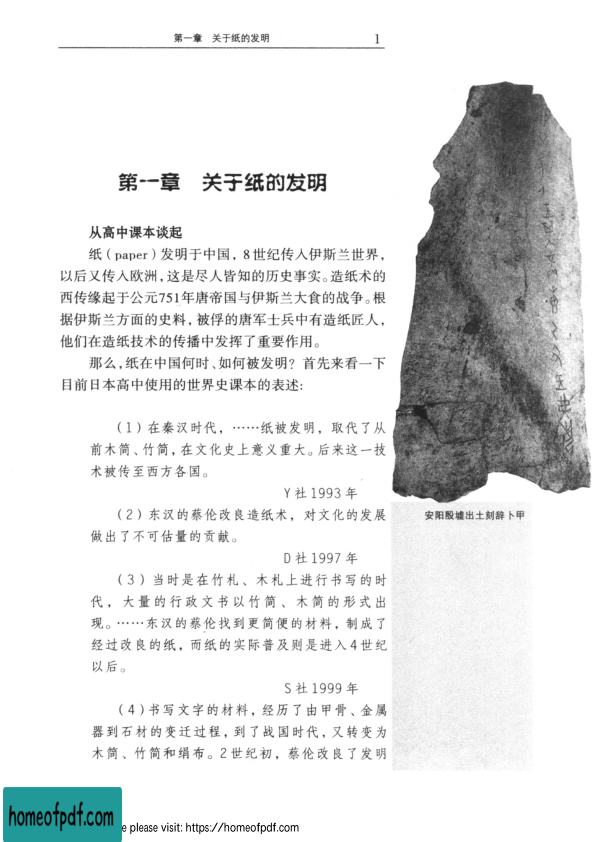 第一章 关于纸的发明 1
第一章 关于纸的发明
从高中课本谈起
纸(paper)发明于中国，8世纪传入伊斯兰世界，
以后又传入欧洲，这是尽人皆知的历史事实。造纸术的
西传缘起于公元751年唐帝国与伊斯兰大食的战争。根
据伊斯兰方面的史料，被俘的唐军士兵中有造纸匠人，
他们在造纸技术的传播中发挥了重要作用。
那么，纸在中国何时、如何被发明？首先来看一下
目前日本高中使用的世界史课本的表述：
(1)在秦汉时代，……纸被发明，取代了从
前木简、竹简，在文化史上意义重大。后来这一技
术被传至西方各国。
Y社1993年
(2)东汉的蔡伦改良造纸术，对文化的发展
做出了不可估量的贡献。
D社1997年
(3)当时是在竹札、木札上进行书写的时
代，大量的行政文书以竹简、木简的形式出
现。……东汉的蔡伦找到更简便的材料，制成了
经过改良的纸，而纸的实际普及则是进入4世纪
以后。
S社1999年
(4)书写文字的材料，经历了由甲骨、金属
器到石材的变迁过程，到了战国时代，又转变为
木简、竹简和绢布。2世纪初，蔡伦改良了发明
安阳殷墟出土刻辞卜甲
homeofpdf.com
e please visit: https://homeofpdf.com